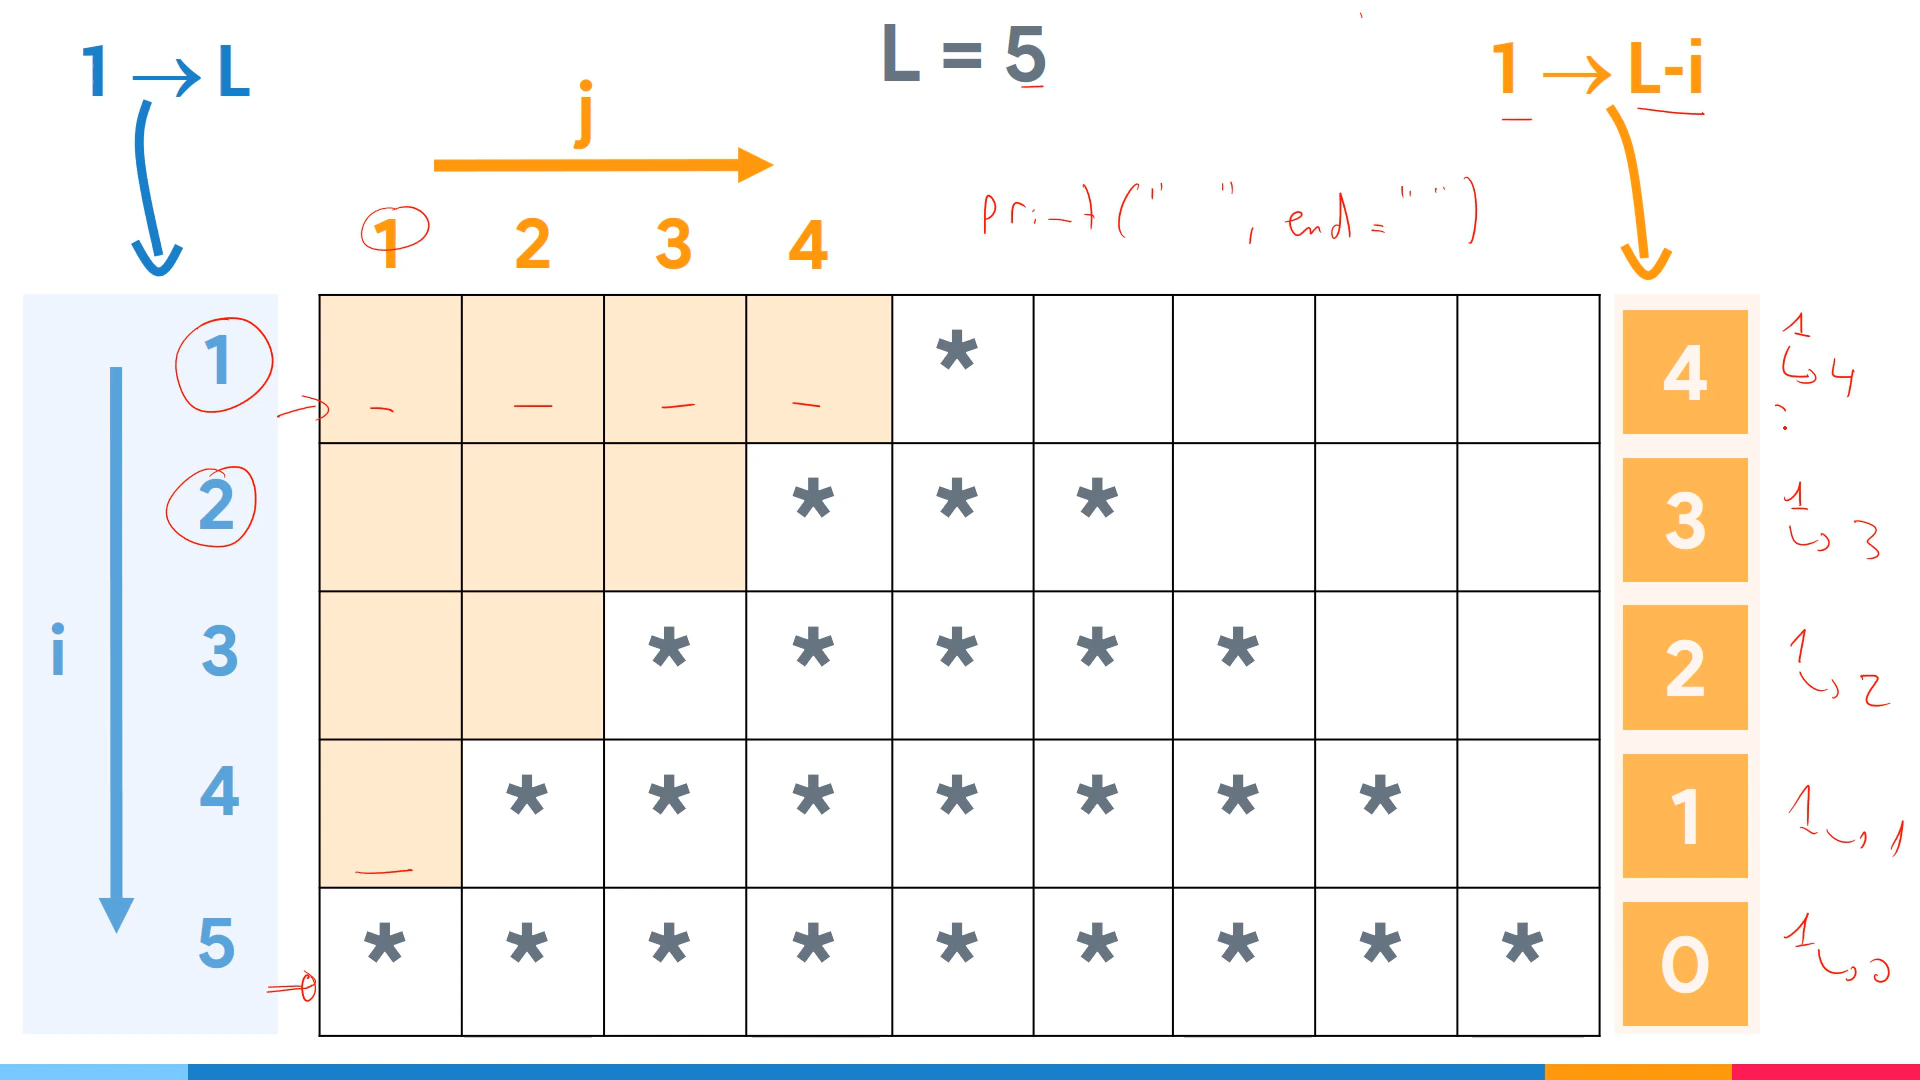 L = 5
1 → L
1 → L-i
j
print(" ", end = "")
1 2 3 4
1 * 4 1 ↳ 4
2 * * * 3 1 ↳ 3
i 3 * * * * * 2 1 ↳ 2
4 * * * * * * * 1 1 ↳ 1
5 * * * * * * * * * 0 1 ↳ 0